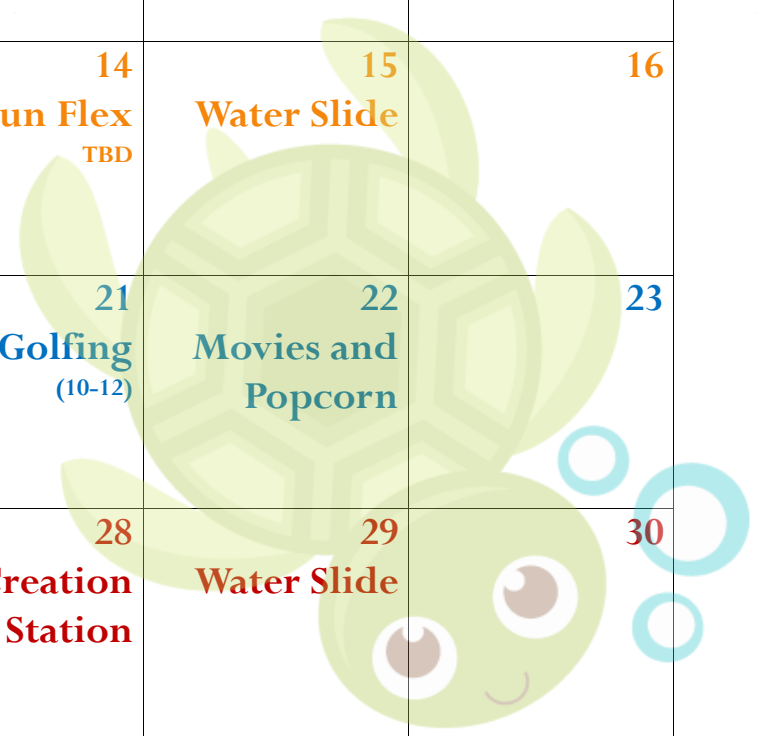 14
15
16
un Flex
Water Slide
TBD
21
22
23
Golfing
Movies and
(10-12)
Popcorn
28
29
30
reation
Water Slide
Station